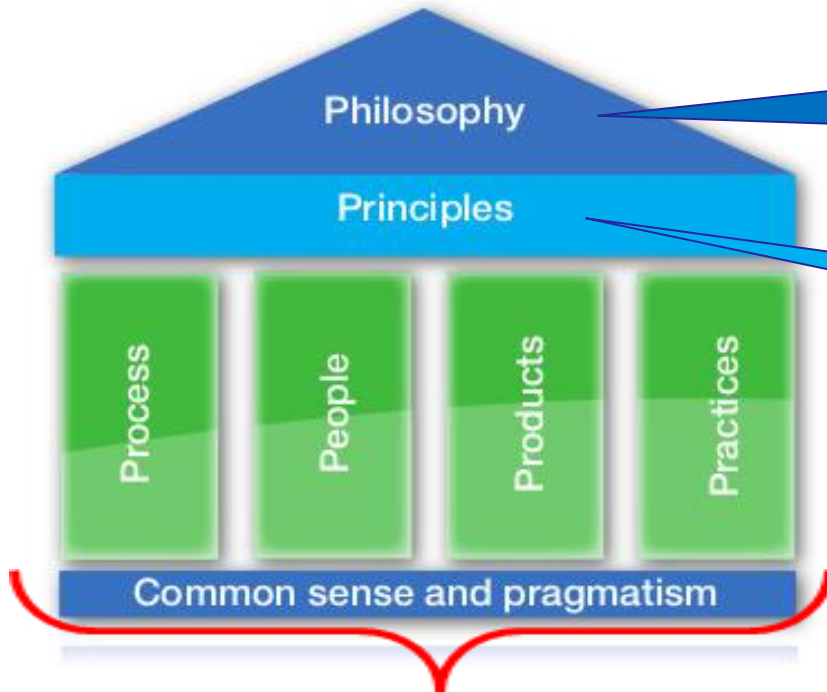 Philosophy
Principles
Process
People
Products
Practices
Common sense and pragmatism